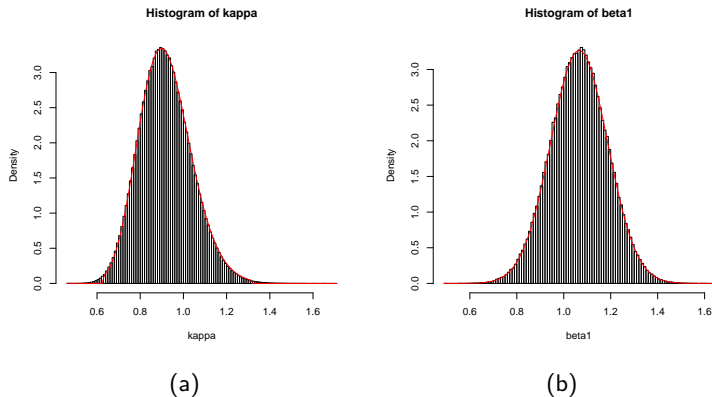 Histogram of kappa
Density
0.0 0.5 1.0 1.5 2.0 2.5 3.0
0.6 0.8 1.0 1.2 1.4 1.6
kappa
(a)
Histogram of beta1
Density
0.0 0.5 1.0 1.5 2.0 2.5 3.0
0.6 0.8 1.0 1.2 1.4 1.6
beta1
(b)